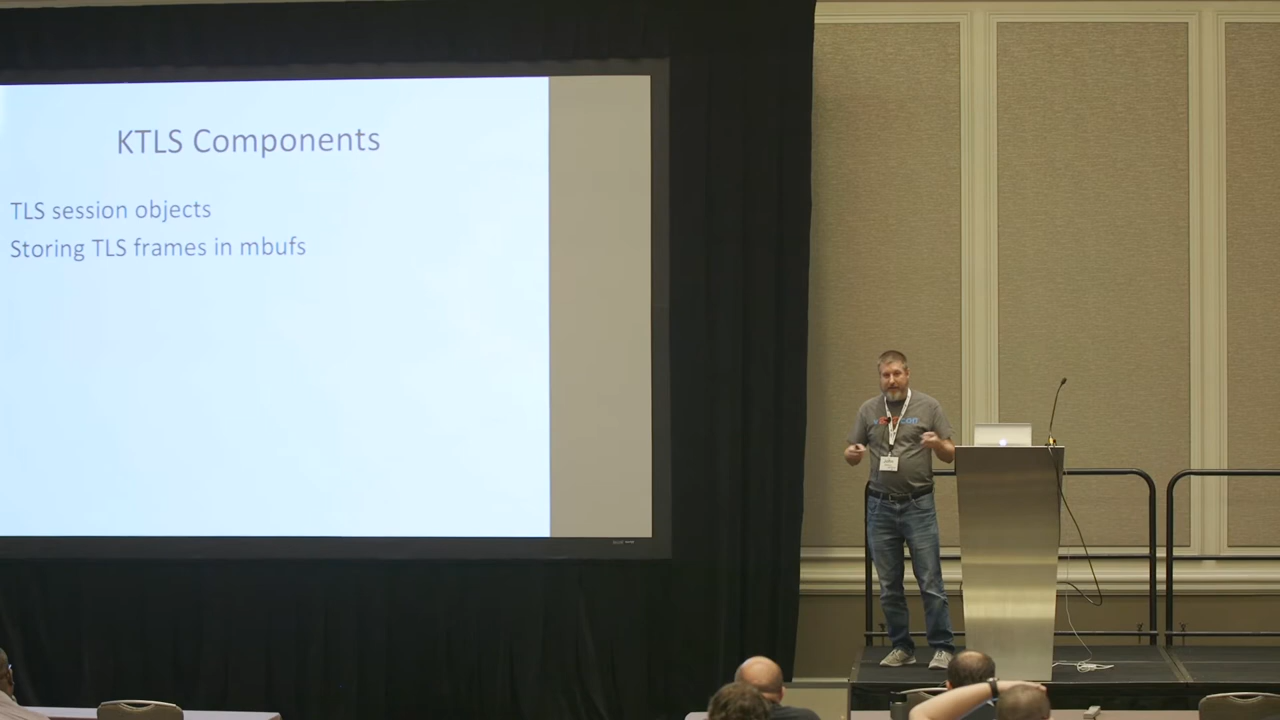 KTLS Components
TLS session objects
Storing TLS frames in mbufs